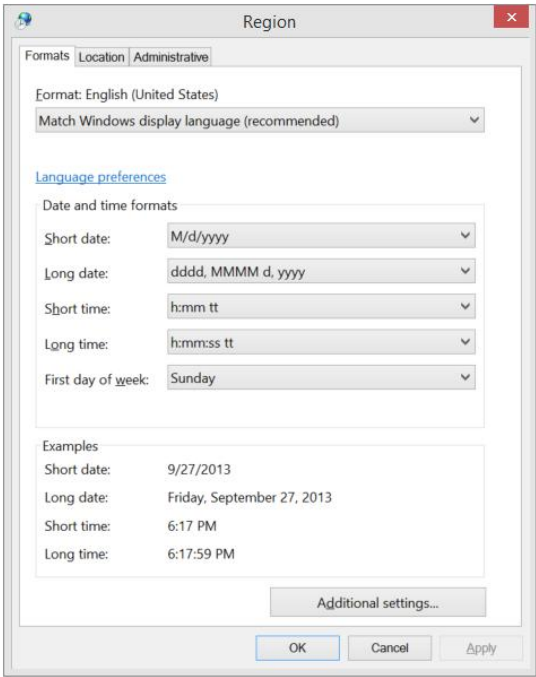 Region
Formats Location Administrative
Format: English (United States)
Match Windows display language (recommended)
Language preferences
Date and time formats
Short date: M/d/yyyy
Long date: dddd, MMMM d, yyyy
Short time: h:mm tt
Long time: h:mm:ss tt
First day of week: Sunday
Examples
Short date: 9/27/2013
Long date: Friday, September 27, 2013
Short time: 6:17 PM
Long time: 6:17:59 PM
Additional settings...
OK Cancel Apply